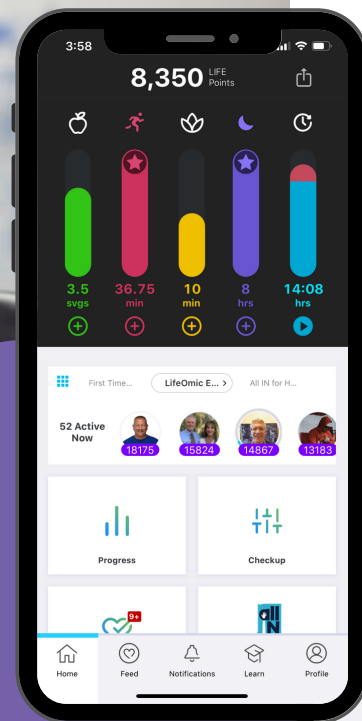 3:58
8,350 LIFE Points
3.5 36.75 10 8 14:08
svgs min min hrs hrs
First Time... LifeOmic E... > All IN for H...
52 Active Now
18175 15824 14867 13183
Progress Checkup
9+ all IN
Home Feed Notifications Learn Profile